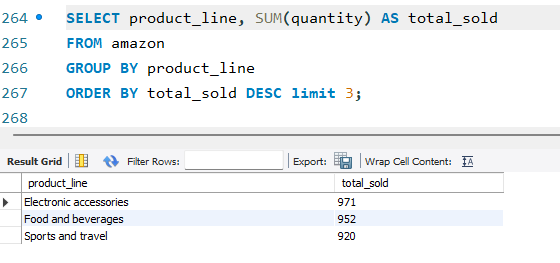 264 SELECT product_line, SUM(quantity) AS total_sold
265 FROM amazon
266 GROUP BY product_line
267 ORDER BY total_sold DESC limit 3;
268
Result Grid Filter Rows: Export: Wrap Cell Content:
product_line total_sold
Electronic accessories 971
Food and beverages 952
Sports and travel 920